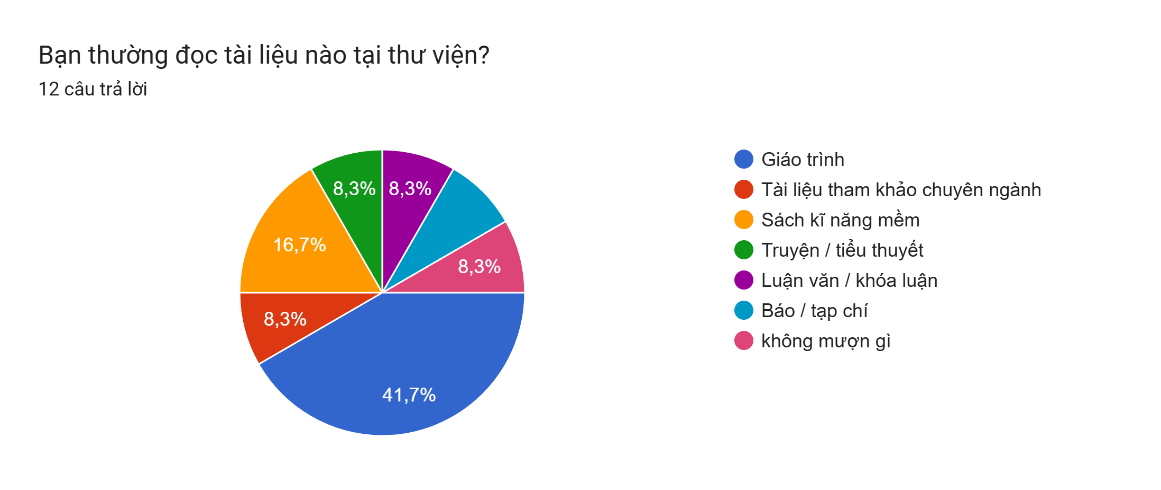 Bạn thường đọc tài liệu nào tại thư viện?
12 câu trả lời
8,3%
8,3%
16,7%
8,3%
8,3%
41,7%
Giáo trình
Tài liệu tham khảo chuyên ngành
Sách kĩ năng mềm
Truyện / tiểu thuyết
Luận văn / khóa luận
Báo / tạp chí
không mượn gì